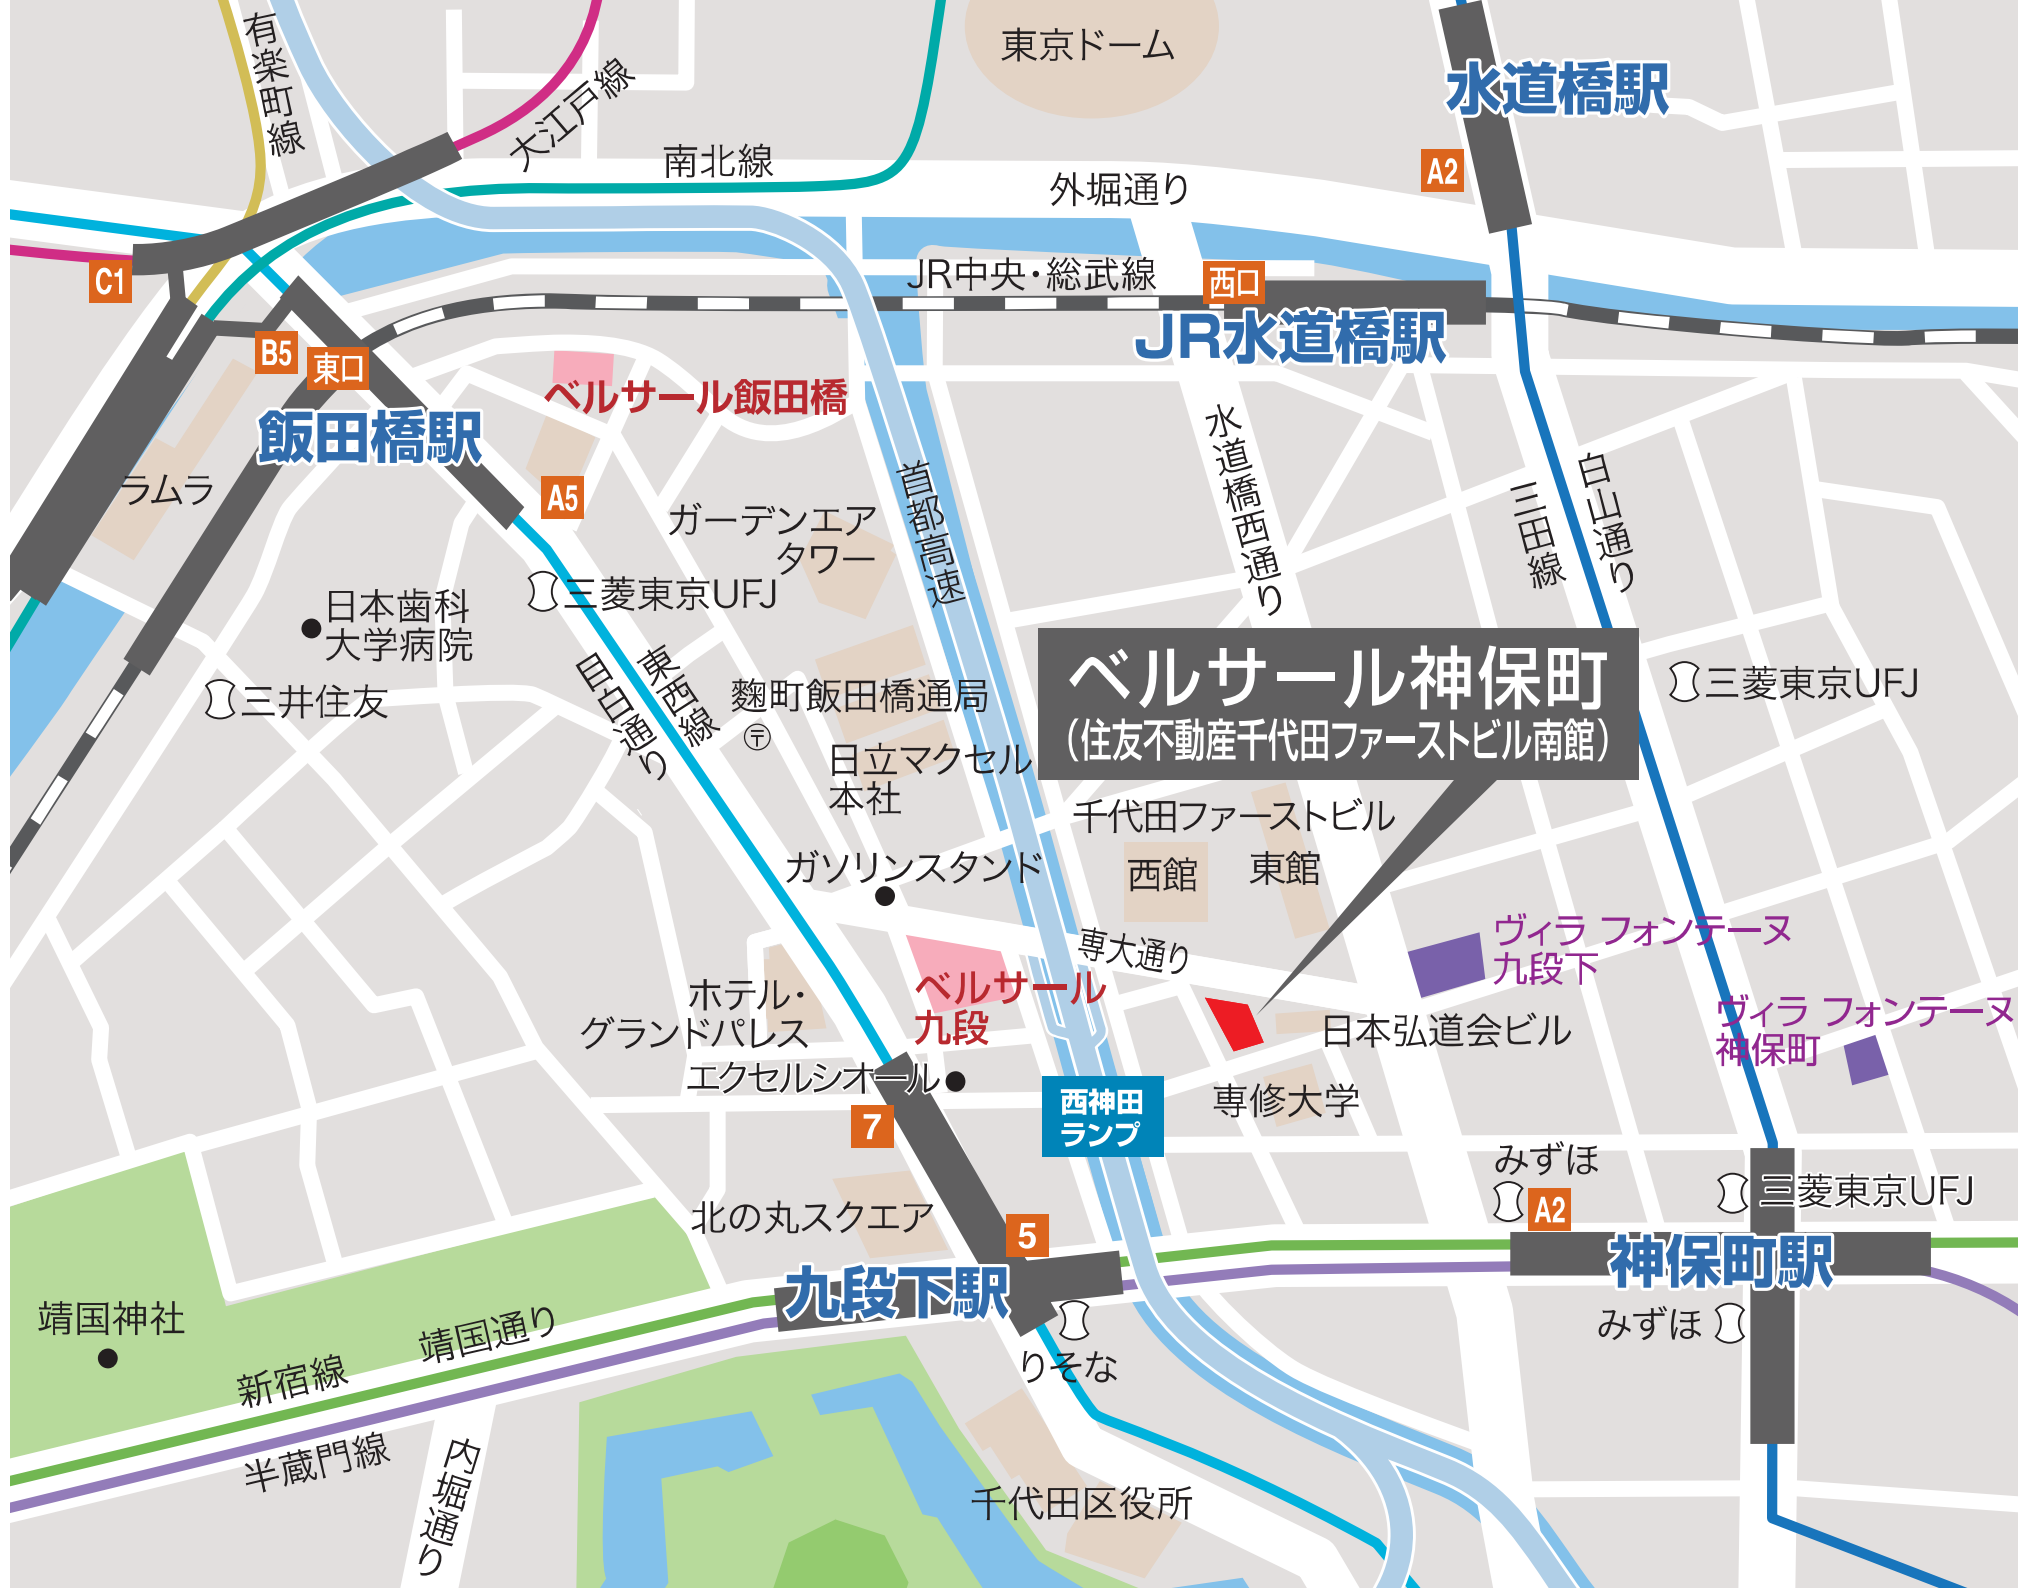 有楽町線
大江戸線
南北線
東京ドーム
外堀通り
水道橋駅
A2
C1
JR中央・総武線
西口
JR水道橋駅
B5
東口
飯田橋駅
ベルサール飯田橋
ラムラ
A5
ガーデンエア
タワー
首都高速
水道橋西通り
三田線
白山通り
日本歯科
大学病院
三菱東京UFJ
三井住友
目白通り
東西線
麹町飯田橋通局
〒
日立マクセル
本社
ベルサール神保町
(住友不動産千代田ファーストビル南館)
三菱東京UFJ
千代田ファーストビル
西館
東館
ガソリンスタンド
専大通り
ヴィラ フォンテーヌ
九段下
ヴィラ フォンテーヌ
神保町
ホテル・
グランドパレス
ベルサール
九段
日本弘道会ビル
エクセルシオール
専修大学
西神田
ランプ
7
北の丸スクエア
5
九段下駅
みずほ
A2
三菱東京UFJ
神保町駅
みずほ
りそな
靖国神社
新宿線
靖国通り
半蔵門線
内堀通り
千代田区役所